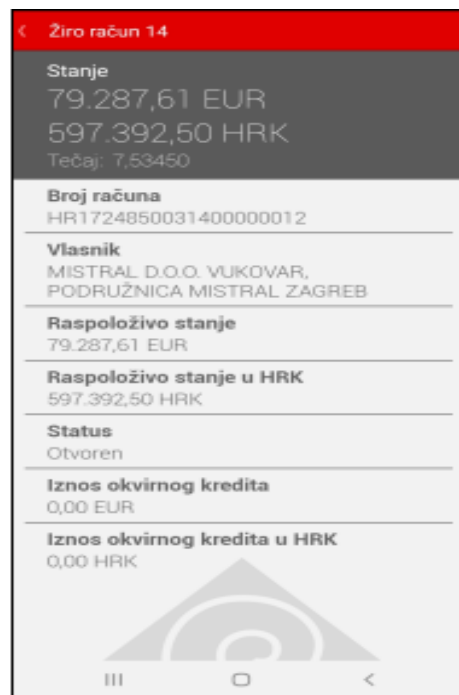 Žiro račun 14
Stanje
79.287,61 EUR
597.392,50 HRK
Tečaj: 7,53450
Broj računa
HR1724850031400000012
Vlasnik
MISTRAL D.O.O. VUKOVAR,
PODRUŽNICA MISTRAL ZAGREB
Raspoloživo stanje
79.287,61 EUR
Raspoloživo stanje u HRK
597.392,50 HRK
Status
Otvoren
Iznos okvirnog kredita
0,00 EUR
Iznos okvirnog kredita u HRK
0,00 HRK